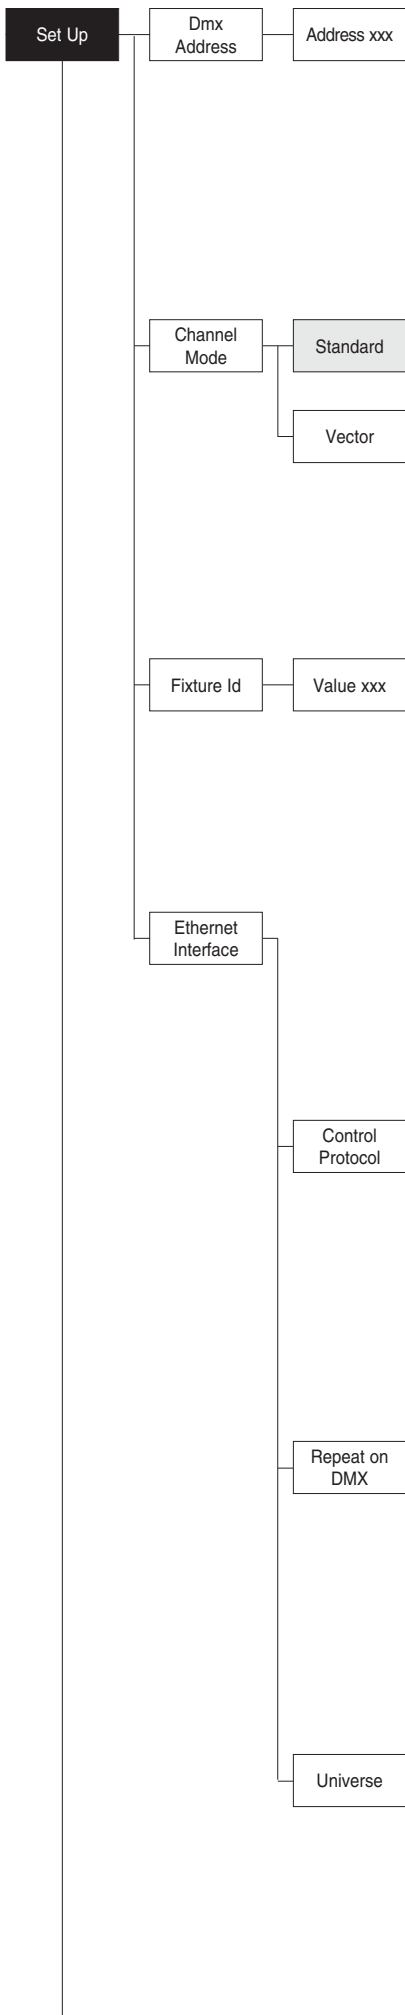 Set Up
Dmx
Address
Address xxx
Channel
Mode
Standard
Vector
Fixture Id
Value xxx
Ethernet
Interface
Control
Protocol
Repeat on
DMX
Universe